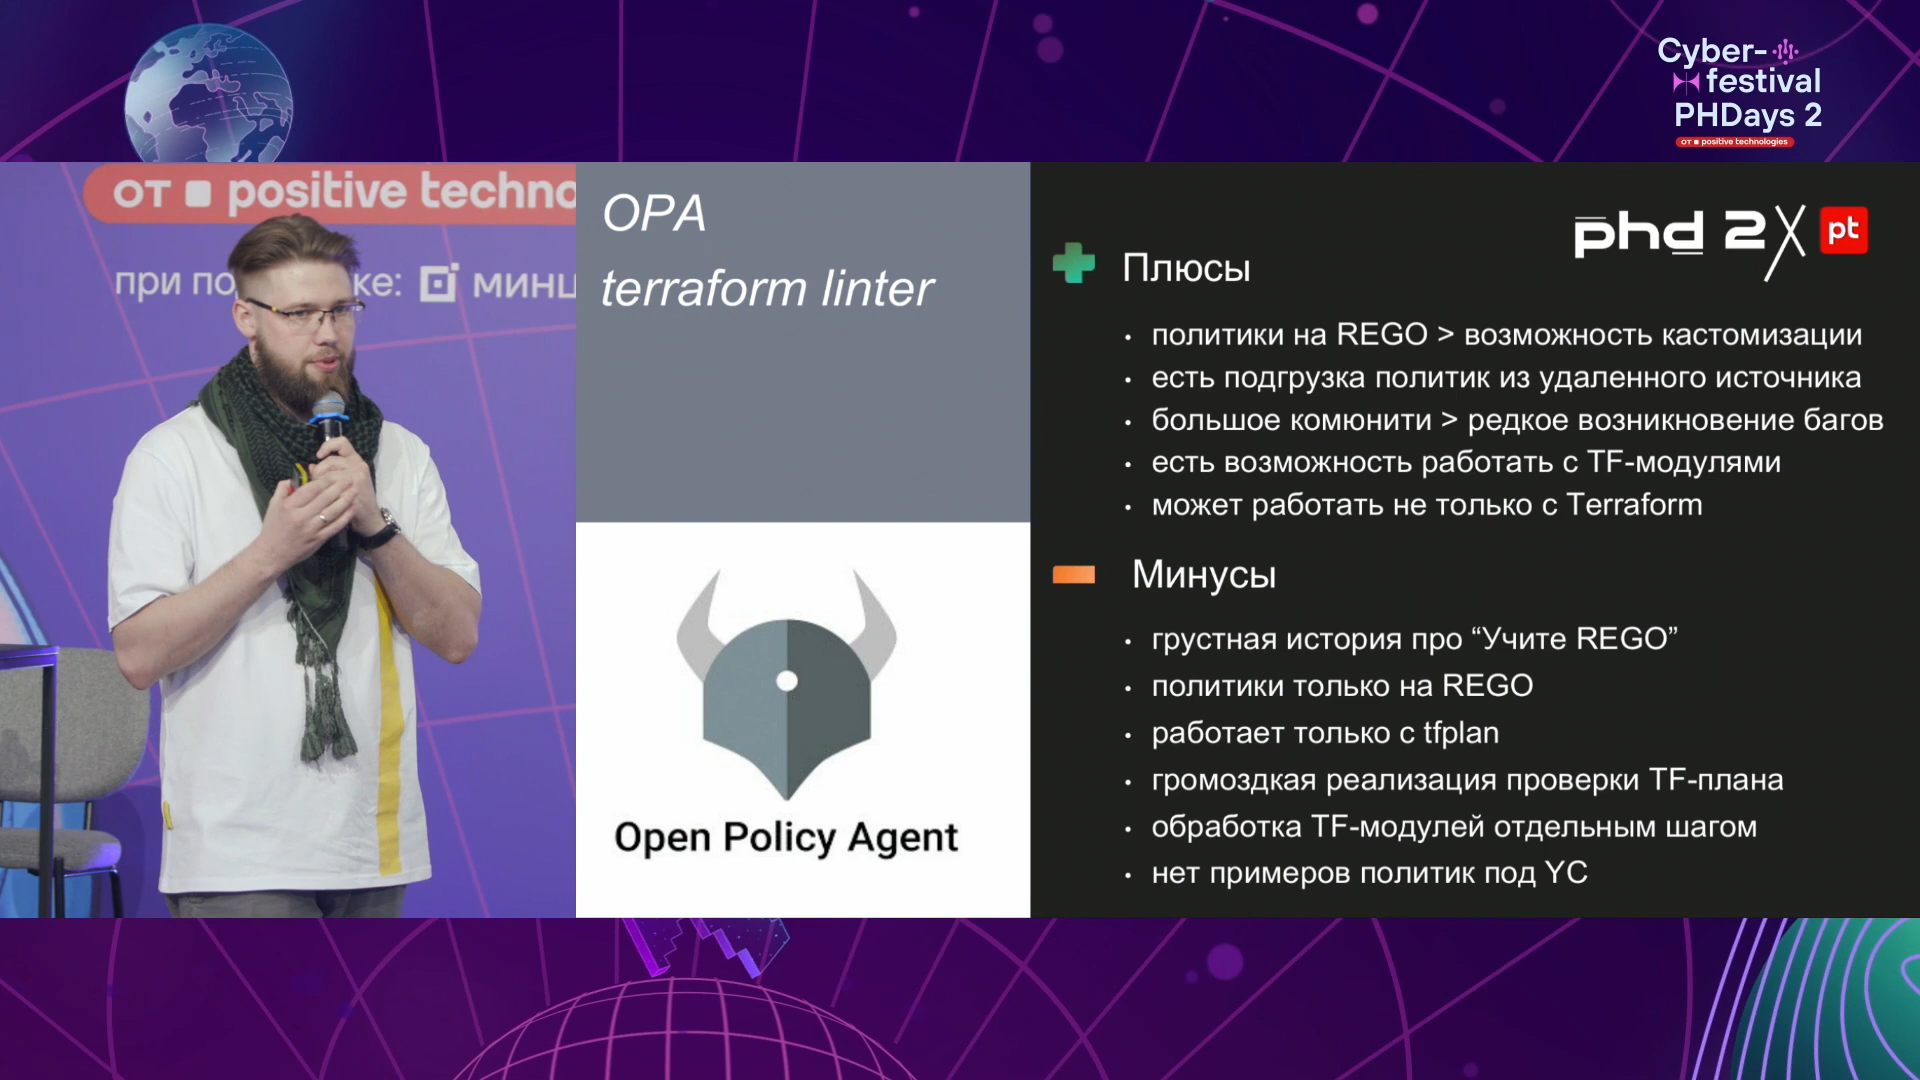 Cyber-
festival
PHDays 2
от positive technologies
от positive techno
при по ке: МИНЦ
OPA
terraform linter
Open Policy Agent
phd 2 pt
Плюсы
политики на REGO > возможность кастомизации
есть подгрузка политик из удаленного источника
большое комюнити > редкое возникновение багов
есть возможность работать с TF-модулями
может работать не только с Terraform
Минусы
грустная история про “Учите REGO”
политики только на REGO
работает только с tfplan
громоздкая реализация проверки TF-плана
обработка TF-модулей отдельным шагом
нет примеров политик под YC